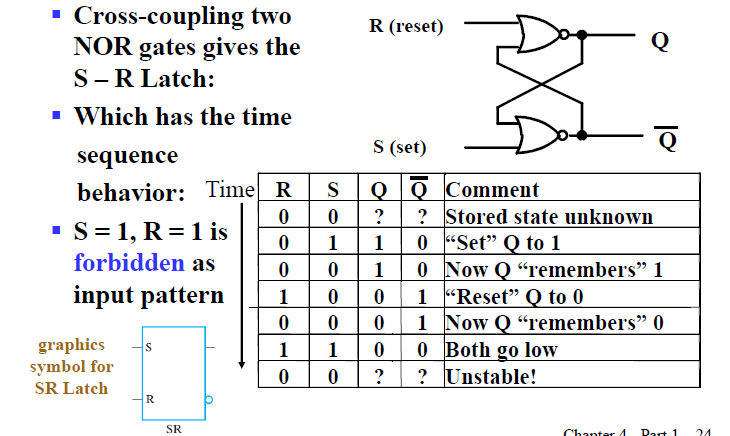 ▪ Cross-coupling two
NOR gates gives the
S – R Latch:
▪ Which has the time
sequence
behavior:
▪ S = 1, R = 1 is
forbidden as
input pattern
R (reset)
Q
S (set)
Q̅
Time
R S Q Q̅ Comment
0 0 ? ? Stored state unknown
0 1 1 0 “Set” Q to 1
0 0 1 0 Now Q “remembers” 1
1 0 0 1 “Reset” Q to 0
0 0 0 1 Now Q “remembers” 0
1 1 0 0 Both go low
0 0 ? ? Unstable!
graphics
symbol for
SR Latch
S
R
SR
Chapter 4 Part 1 24